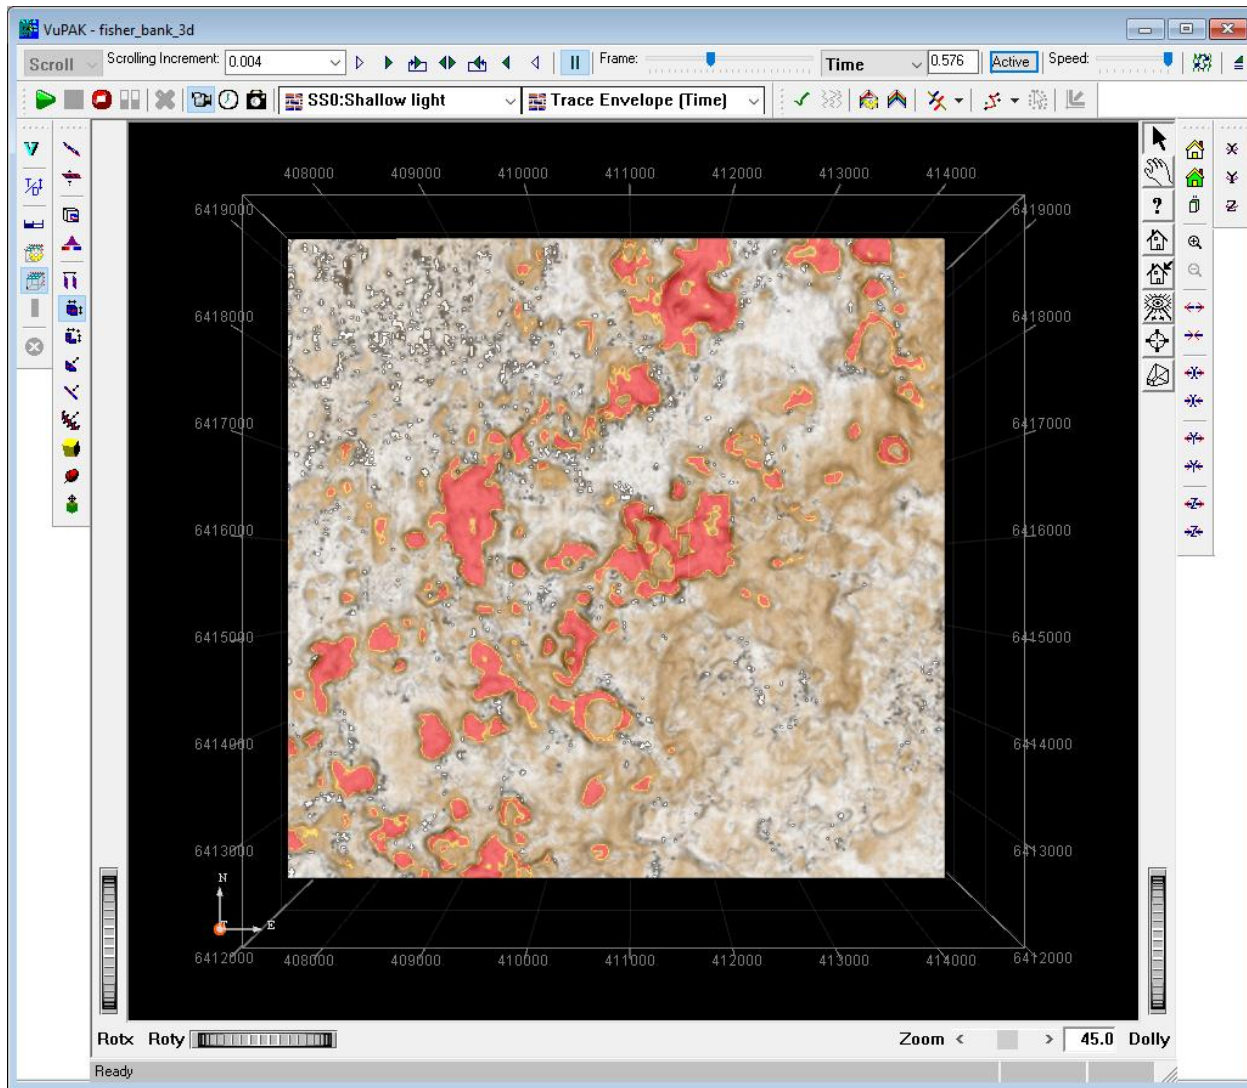 VuPAK - fisher_bank_3d
Scroll Scrolling Increment: 0.004 Frame: Time 0.576 Active Speed:
SS0:Shallow light Trace Envelope (Time)
408000 409000 410000 411000 412000 413000 414000
6419000 6419000
6418000 6418000
6417000 6417000
6416000 6416000
6415000 6415000
6414000 6414000
6413000 6413000
N
T E
6412000 408000 409000 410000 411000 412000 413000 414000 6412000
Rotx Roty Zoom < > 45.0 Dolly
Ready